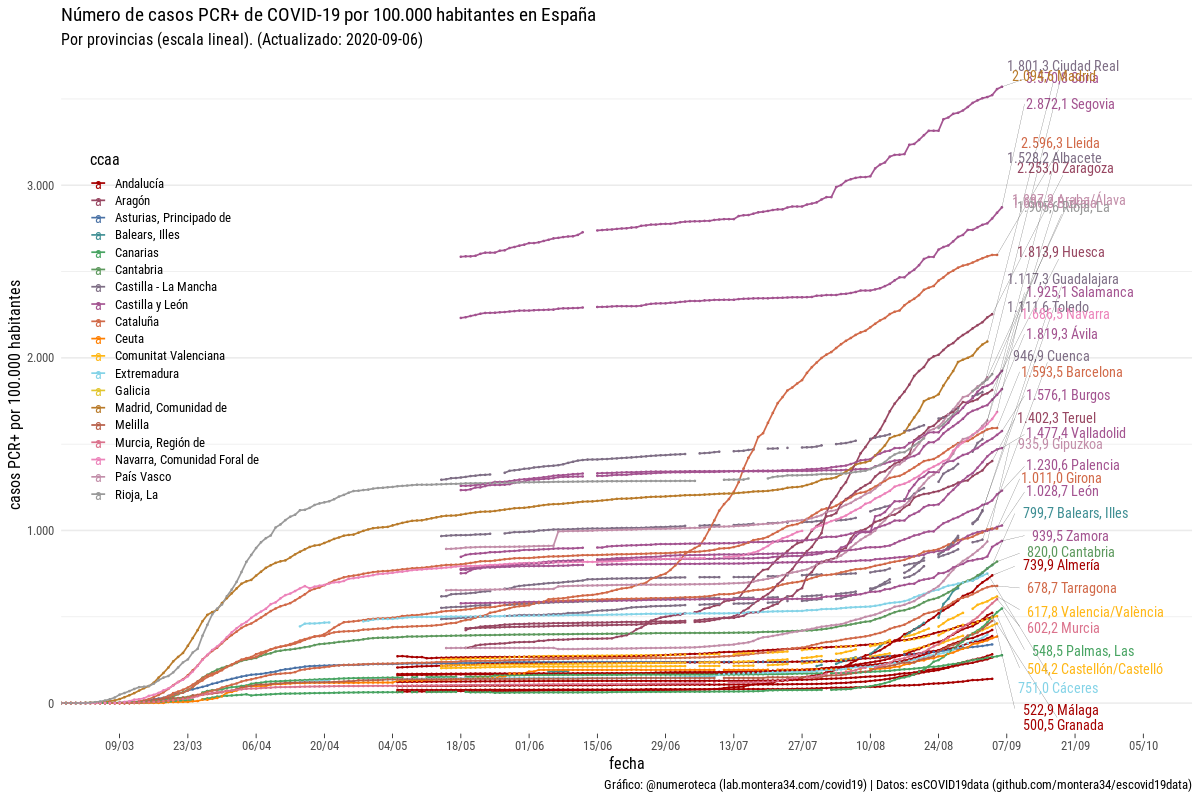 Número de casos PCR+ de COVID-19 por 100.000 habitantes en España
Por provincias (escala lineal). (Actualizado: 2020-09-06)
casos PCR+ por 100.000 habitantes
3.000
2.000
1.000
0
ccaa
Andalucía
Aragón
Asturias, Principado de
Balears, Illes
Canarias
Cantabria
Castilla - La Mancha
Castilla y León
Cataluña
Ceuta
Comunitat Valenciana
Extremadura
Galicia
Madrid, Comunidad de
Melilla
Murcia, Región de
Navarra, Comunidad Foral de
País Vasco
Rioja, La
1.801,3 Ciudad Real
Madrid
Soria
2.872,1 Segovia
2.596,3 Lleida
1.528,2 Albacete
2.253,0 Zaragoza
Araba/Álava
Rioja, La
1.813,9 Huesca
1.117,3 Guadalajara
1.925,1 Salamanca
1.111,6 Toledo
1.686,5 Navarra
1.819,3 Ávila
946,9 Cuenca
1.593,5 Barcelona
1.576,1 Burgos
1.402,3 Teruel
1.477,4 Valladolid
935,9 Gipuzkoa
1.230,6 Palencia
1.011,0 Girona
1.028,7 León
799,7 Balears, Illes
939,5 Zamora
820,0 Cantabria
739,9 Almería
678,7 Tarragona
617,8 Valencia/València
602,2 Murcia
548,5 Palmas, Las
504,2 Castellón/Castelló
751,0 Cáceres
522,9 Málaga
500,5 Granada
09/03 23/03 06/04 20/04 04/05 18/05 01/06 15/06 29/06 13/07 27/07 10/08 24/08 07/09 21/09 05/10
fecha
Gráfico: @numeroteca (lab.montera34.com/covid19) | Datos: esCOVID19data (github.com/montera34/escovid19data)